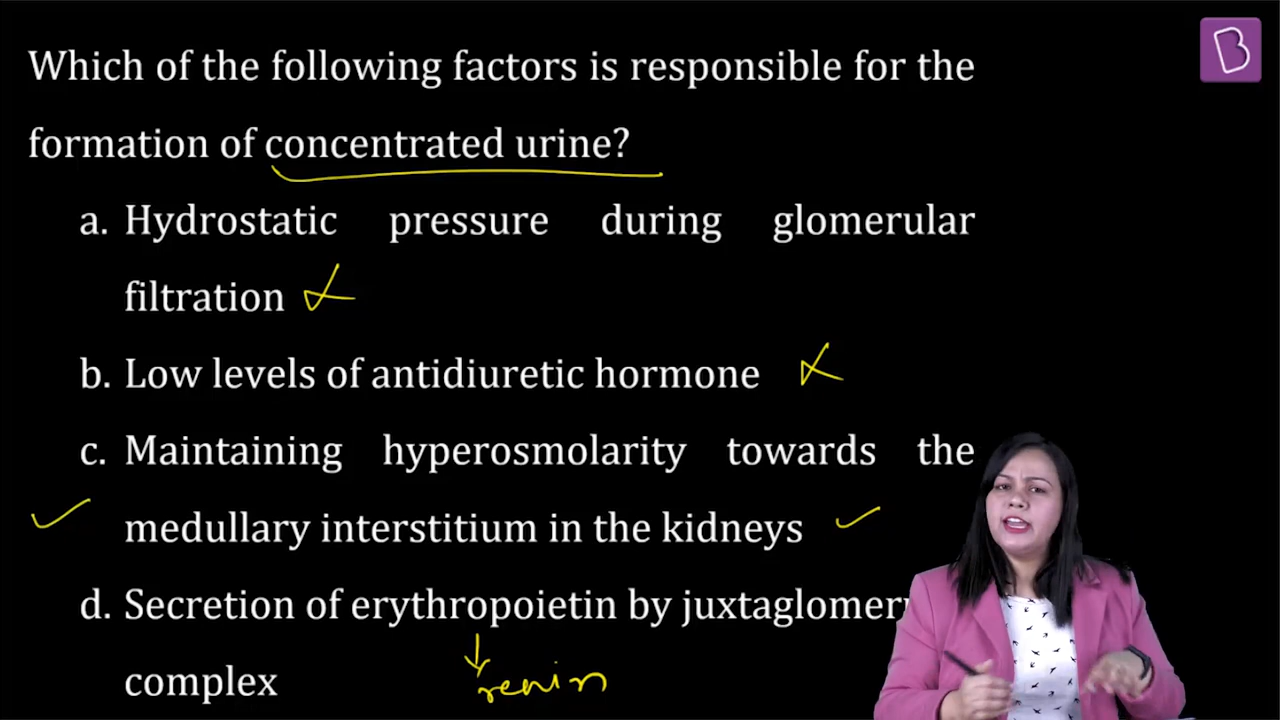 Which of the following factors is responsible for the
formation of concentrated urine?
a. Hydrostatic pressure during glomerular
filtration
b. Low levels of antidiuretic hormone
c. Maintaining hyperosmolarity towards the
medullary interstitium in the kidneys
d. Secretion of erythropoietin by
complex
renin
B